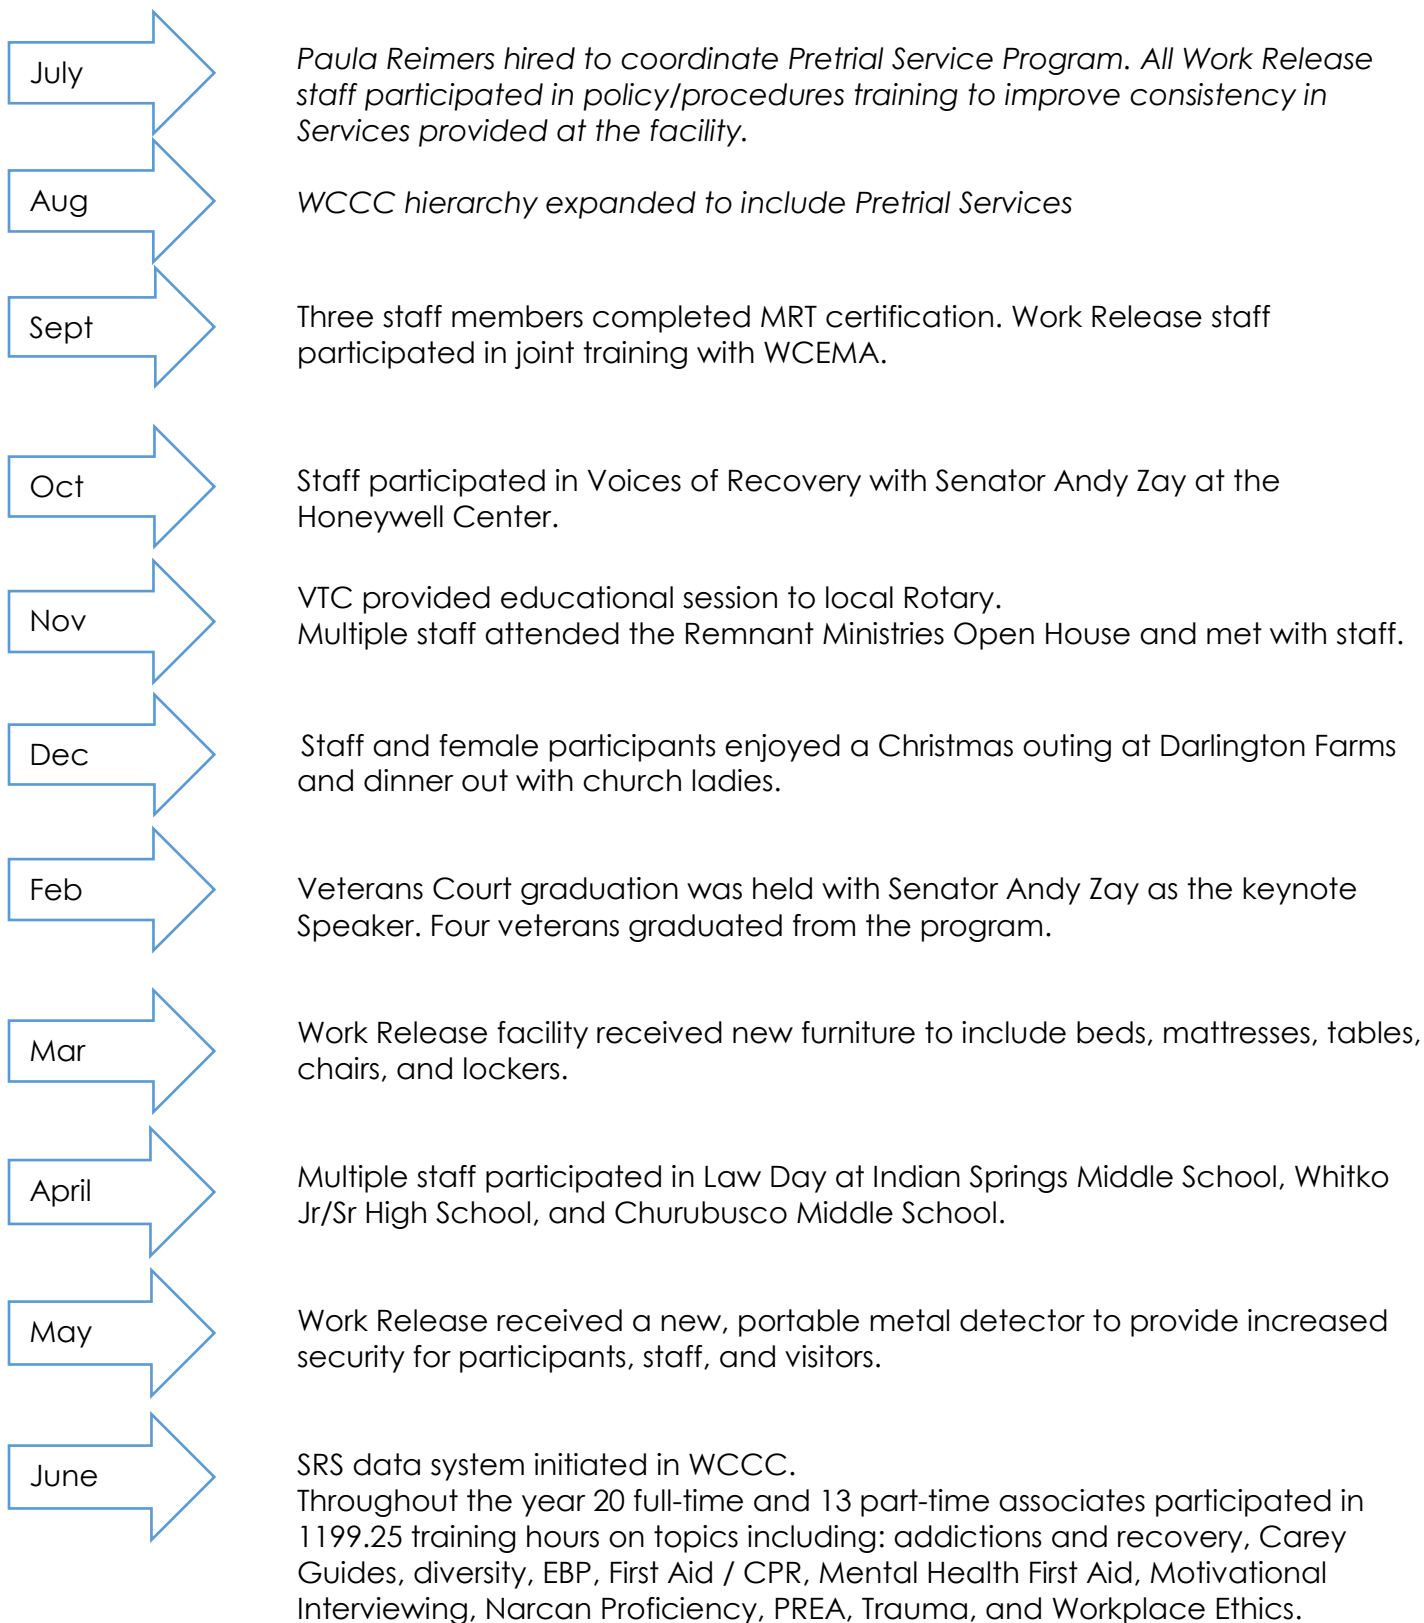 July
Paula Reimers hired to coordinate Pretrial Service Program. All Work Release
staff participated in policy/procedures training to improve consistency in
Services provided at the facility.
Aug
WCCC hierarchy expanded to include Pretrial Services
Sept
Three staff members completed MRT certification. Work Release staff
participated in joint training with WCEMA.
Oct
Staff participated in Voices of Recovery with Senator Andy Zay at the
Honeywell Center.
Nov
VTC provided educational session to local Rotary.
Multiple staff attended the Remnant Ministries Open House and met with staff.
Dec
Staff and female participants enjoyed a Christmas outing at Darlington Farms
and dinner out with church ladies.
Feb
Veterans Court graduation was held with Senator Andy Zay as the keynote
Speaker. Four veterans graduated from the program.
Mar
Work Release facility received new furniture to include beds, mattresses, tables,
chairs, and lockers.
April
Multiple staff participated in Law Day at Indian Springs Middle School, Whitko
Jr/Sr High School, and Churubusco Middle School.
May
Work Release received a new, portable metal detector to provide increased
security for participants, staff, and visitors.
June
SRS data system initiated in WCCC.
Throughout the year 20 full-time and 13 part-time associates participated in
1199.25 training hours on topics including: addictions and recovery, Carey
Guides, diversity, EBP, First Aid / CPR, Mental Health First Aid, Motivational
Interviewing, Narcan Proficiency, PREA, Trauma, and Workplace Ethics.